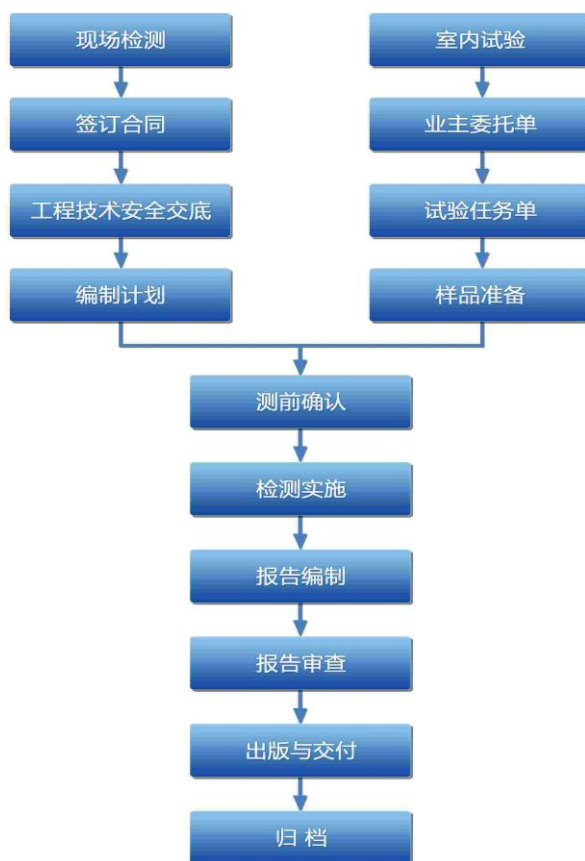 现场检测
签订合同
工程技术安全交底
编制计划
室内试验
业主委托单
试验任务单
样品准备
测前确认
检测实施
报告编制
报告审查
出版与交付
归 档